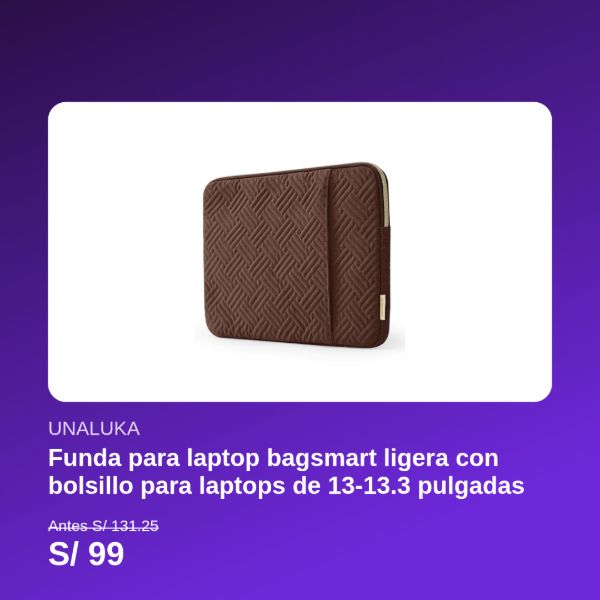 UNALUKA
Funda para laptop bagsmart ligera con
bolsillo para laptops de 13-13.3 pulgadas
Antes S/ 131.25
S/ 99